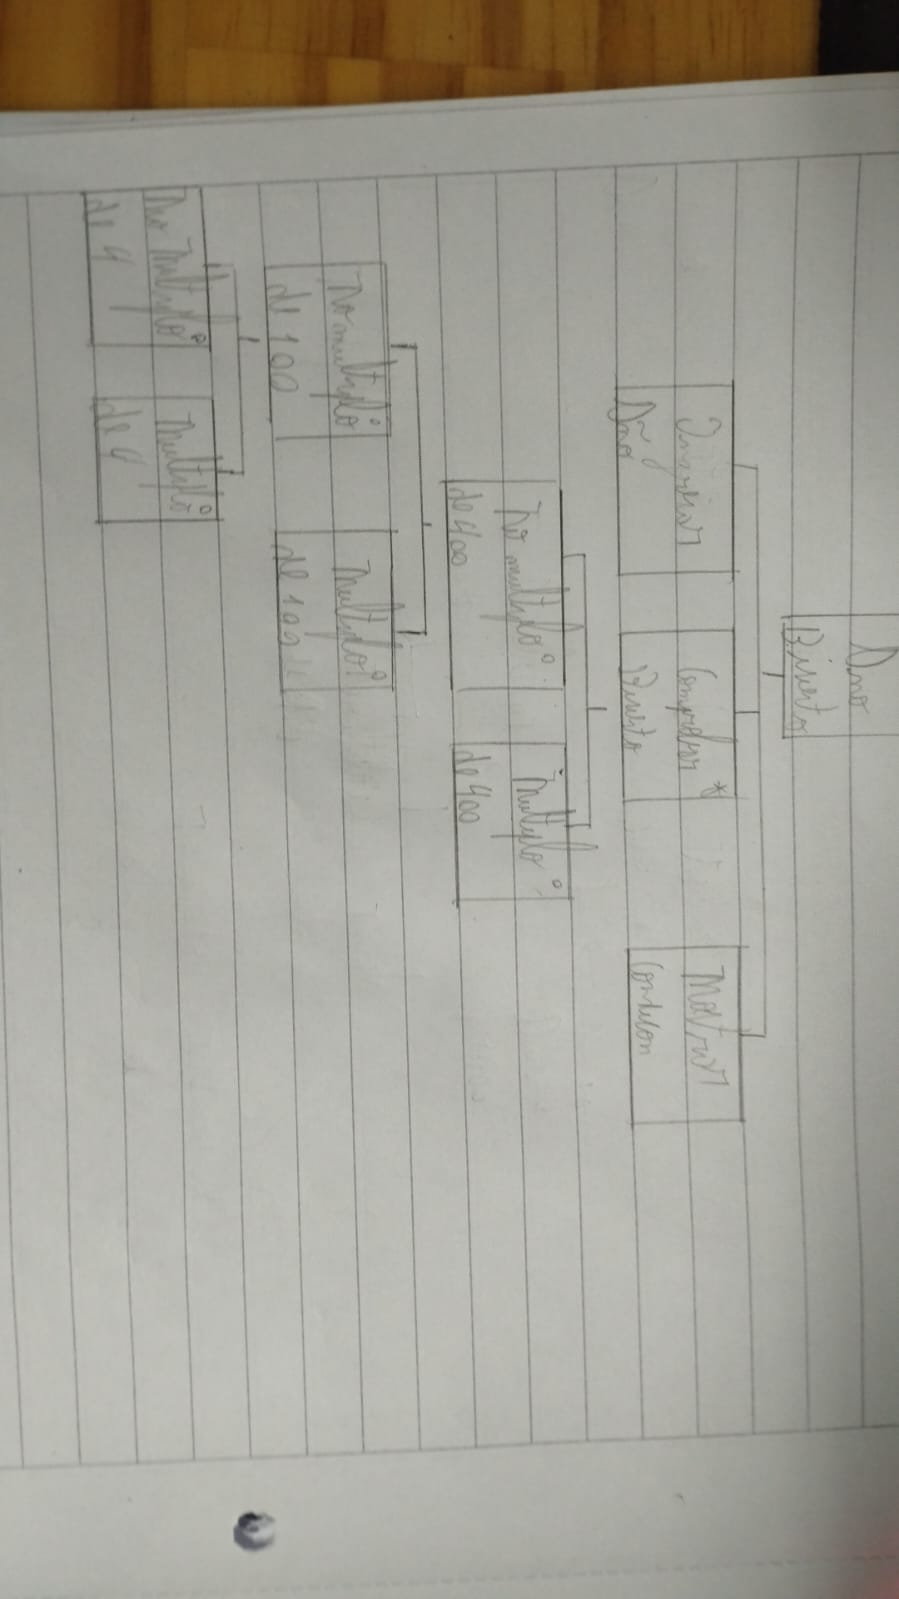 Año
Bisiesto
Ingresar
Año
Comprobar *
Bisiesto
Mostrar
Condicon
No multiplo °
de 400
Multiplo °
de 400
No multiplo °
de 100
Multiplo °
de 100
No Multiplo °
de 4
Multiplo °
de 4